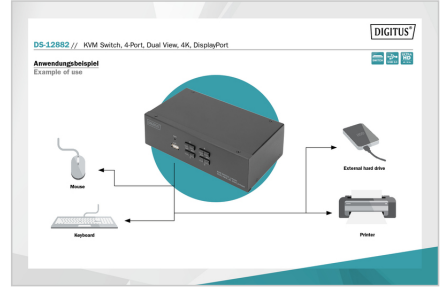 DIGITUS®
DS-12882 // KVM Switch, 4-Port, Dual View, 4K, DisplayPort
Anwendungsbeispiel
Example of use
External hard drive
Mouse
Keyboard
Printer